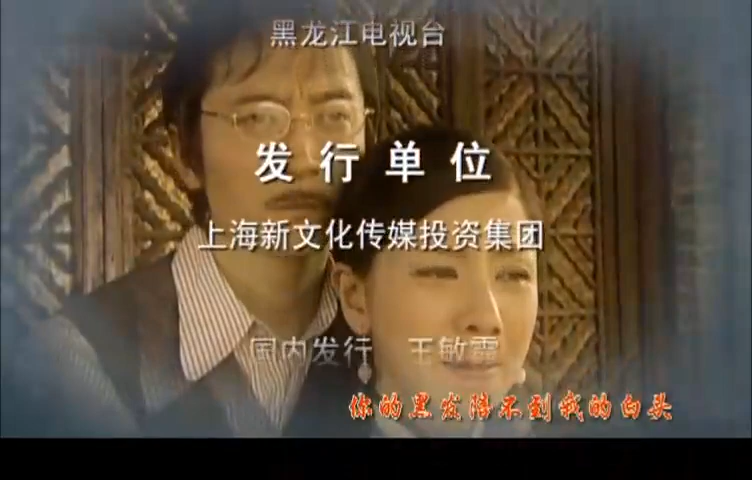 黑龙江电视台
发行单位
上海新文化传媒投资集团
国内发行 王敏霞
你的黑发陪不到我的白头